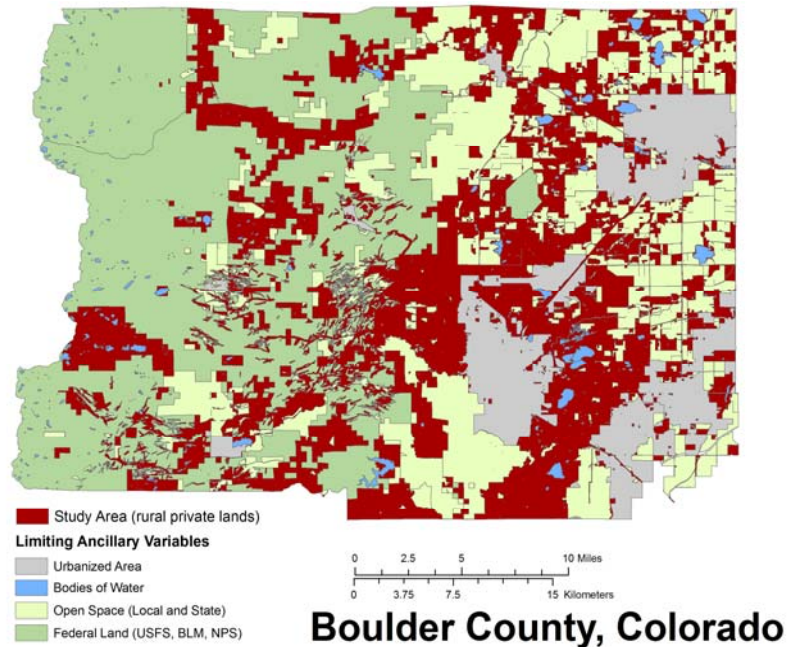 Study Area (rural private lands)
Limiting Ancillary Variables
Urbanized Area
Bodies of Water
Open Space (Local and State)
Federal Land (USFS, BLM, NPS)
0 2.5 5 10 Miles
0 3.75 7.5 15 Kilometers
Boulder County, Colorado